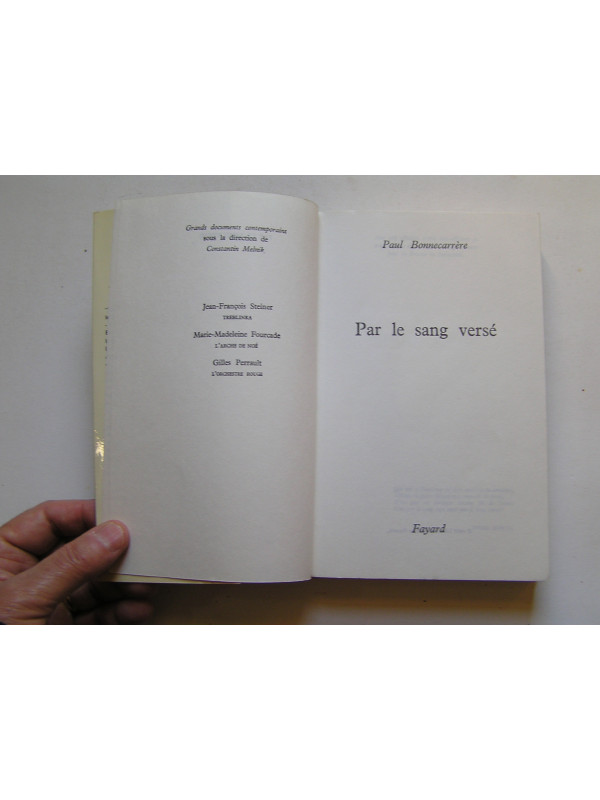 Grands documents contemporains
sous la direction de
Constantin Melnik
Jean-François Steiner
TREBLINKA
Marie-Madeleine Fourcade
L'ARCHE DE NOÉ
Gilles Perrault
L'ORCHESTRE ROUGE
Paul Bonnecarrère
Par le sang versé
Fayard